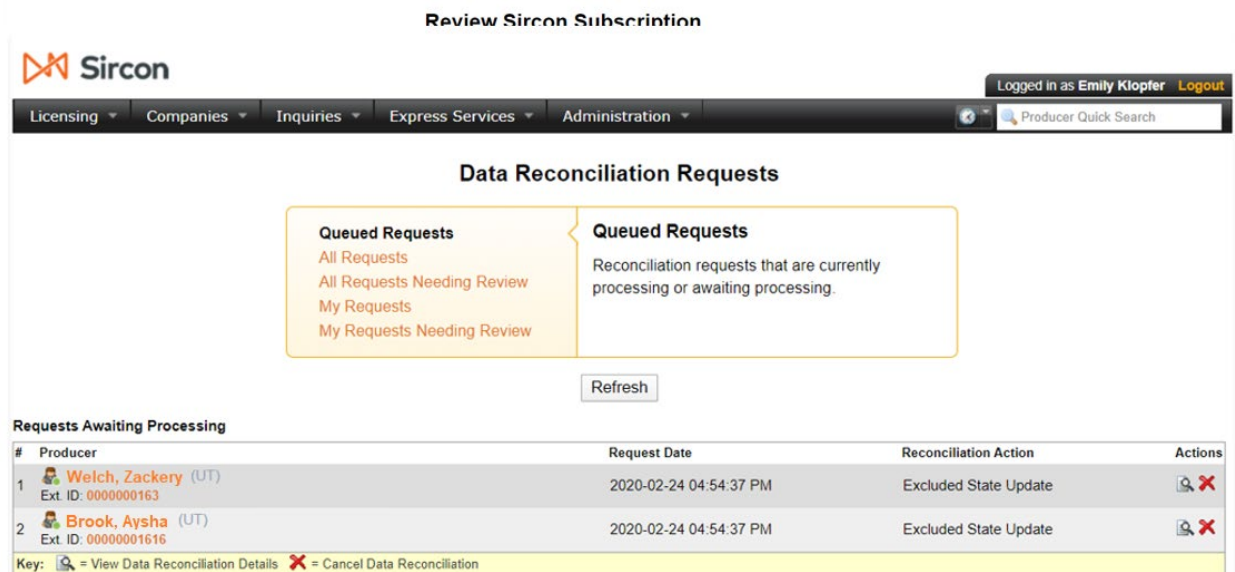 Review Sircon Subscription
Sircon
Logged in as Emily Klopfer Logout
Licensing Companies Inquiries Express Services Administration Producer Quick Search
Data Reconciliation Requests
Queued Requests
All Requests
All Requests Needing Review
My Requests
My Requests Needing Review
Queued Requests
Reconciliation requests that are currently
processing or awaiting processing.
Refresh
Requests Awaiting Processing
# Producer Request Date Reconciliation Action Actions
1 Welch, Zackery (UT) 2020-02-24 04:54:37 PM Excluded State Update
Ext. ID: 0000000163
2 Brook, Aysha (UT) 2020-02-24 04:54:37 PM Excluded State Update
Ext. ID: 00000001616
Key: = View Data Reconciliation Details = Cancel Data Reconciliation